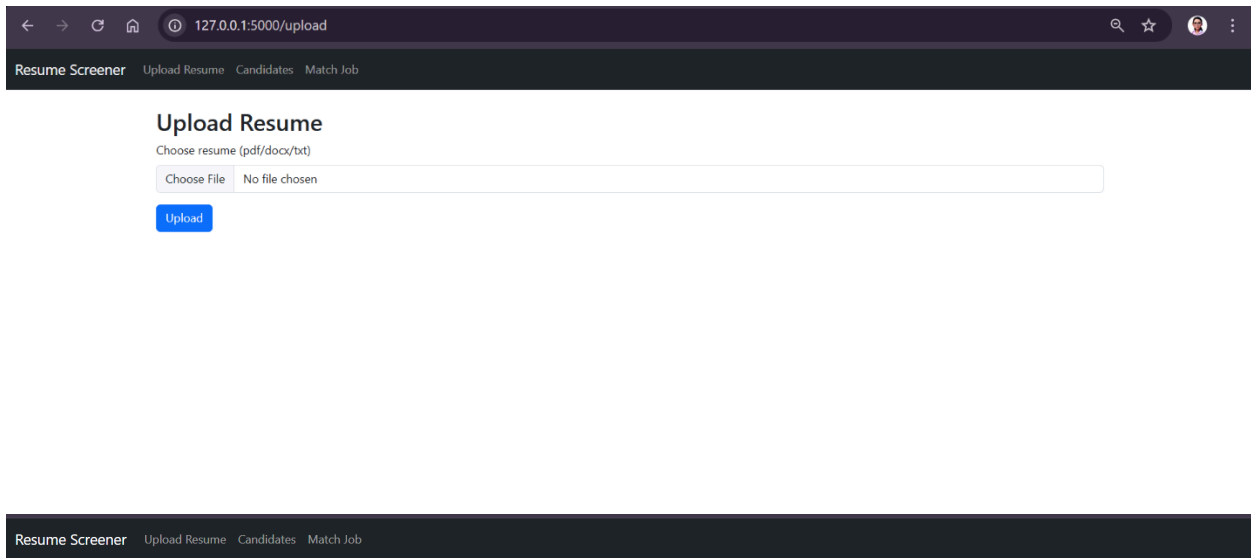 127.0.0.1:5000/upload
Resume Screener Upload Resume Candidates Match Job
Upload Resume
Choose resume (pdf/docx/txt)
Choose File No file chosen
Upload
Resume Screener Upload Resume Candidates Match Job